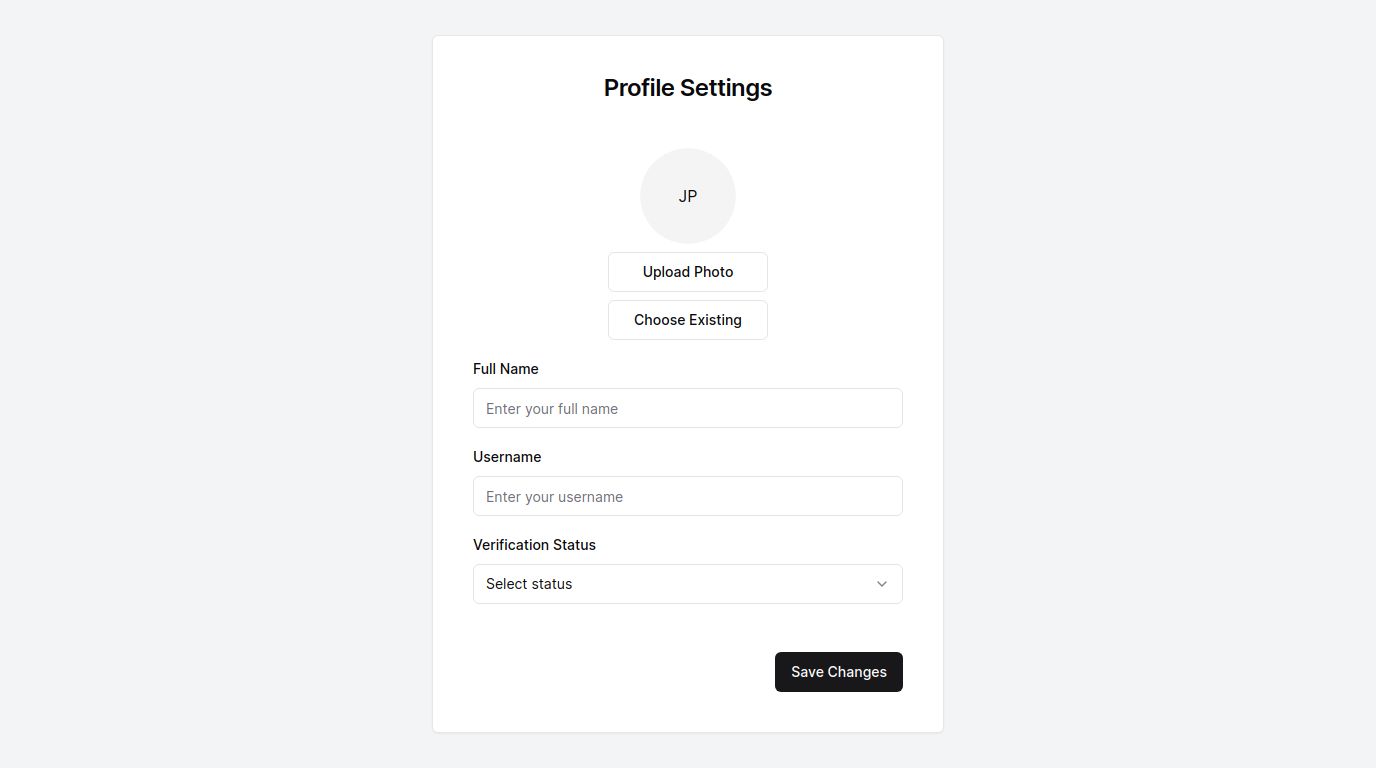 Profile Settings
JP
Upload Photo
Choose Existing
Full Name
Enter your full name
Username
Enter your username
Verification Status
Select status
Save Changes